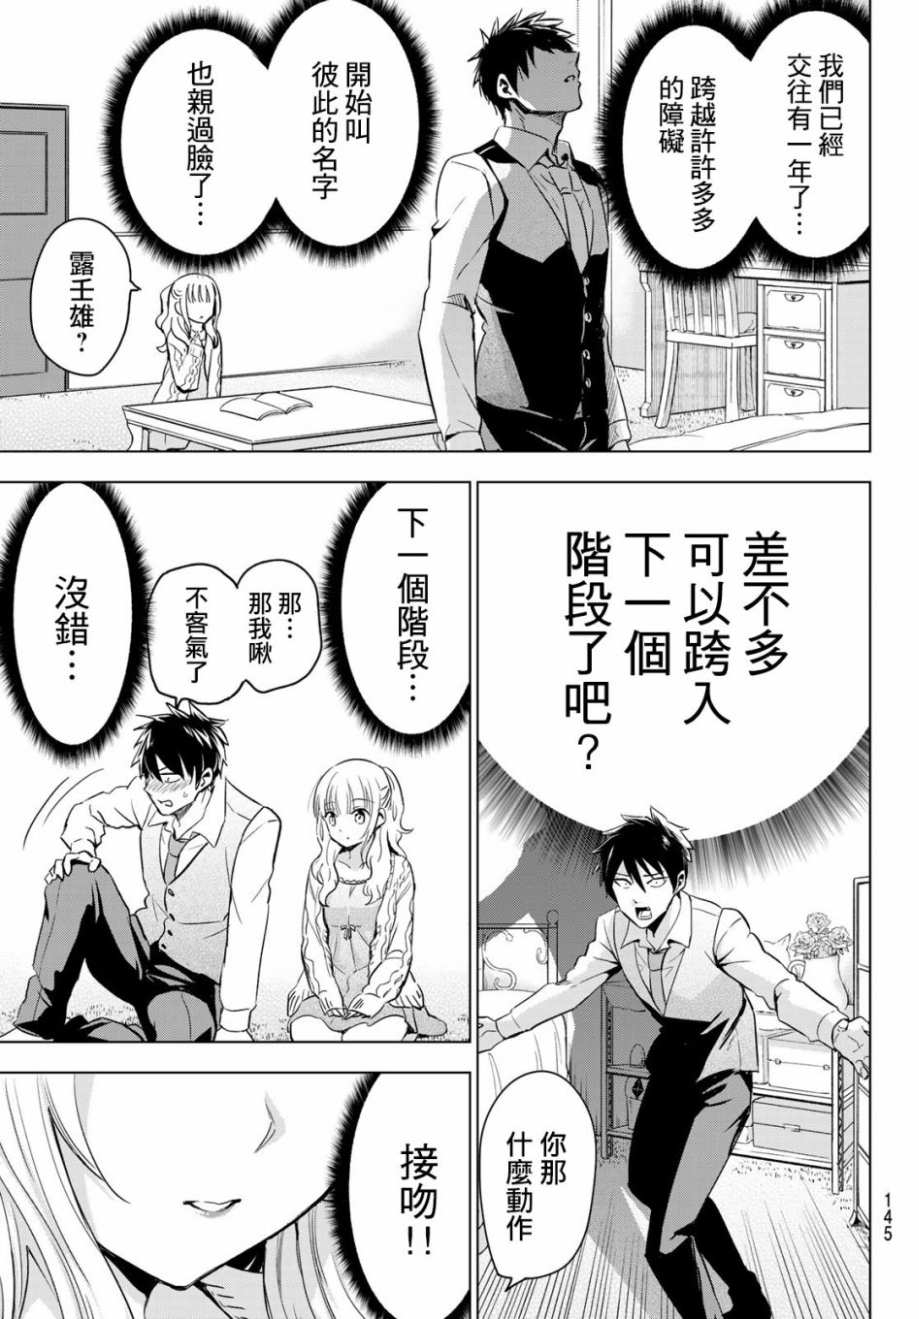 我們已經
交往有一年了…
跨越許許多多
的障礙
開始叫
彼此的名字
也親過臉了…
露壬雄?
差不多
可以跨入
下一個
階段了吧?
你那
什麼動作
下一個階段…
那…
那我啾
不客氣了
沒錯…
接吻!!
145